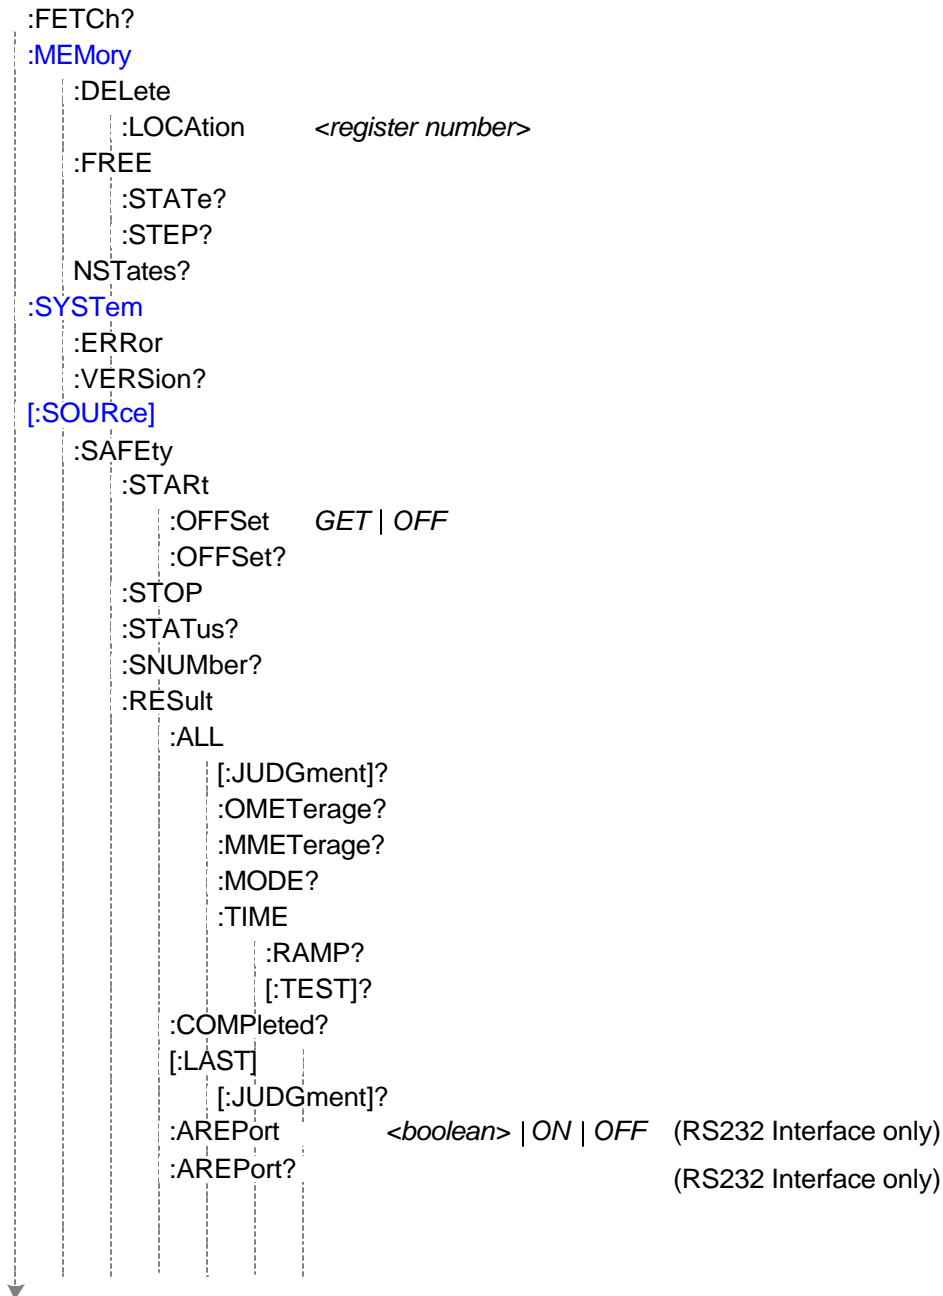 :FETCh?
:MEMory
:DELete
:LOCAtion <register number>
:FREE
:STATe?
:STEP?
NSTates?
:SYSTem
:ERRor
:VERSion?
[:SOURce]
:SAFEty
:STARt
:OFFSet GET | OFF
:OFFSet?
:STOP
:STATus?
:SNUMber?
:RESult
:ALL
[:JUDGment]?
:OMETerage?
:MMETerage?
:MODE?
:TIME
:RAMP?
[:TEST]?
:COMPleted?
[:LAST]
[:JUDGment]?
:AREPort <boolean> | ON | OFF (RS232 Interface only)
:AREPort? (RS232 Interface only)